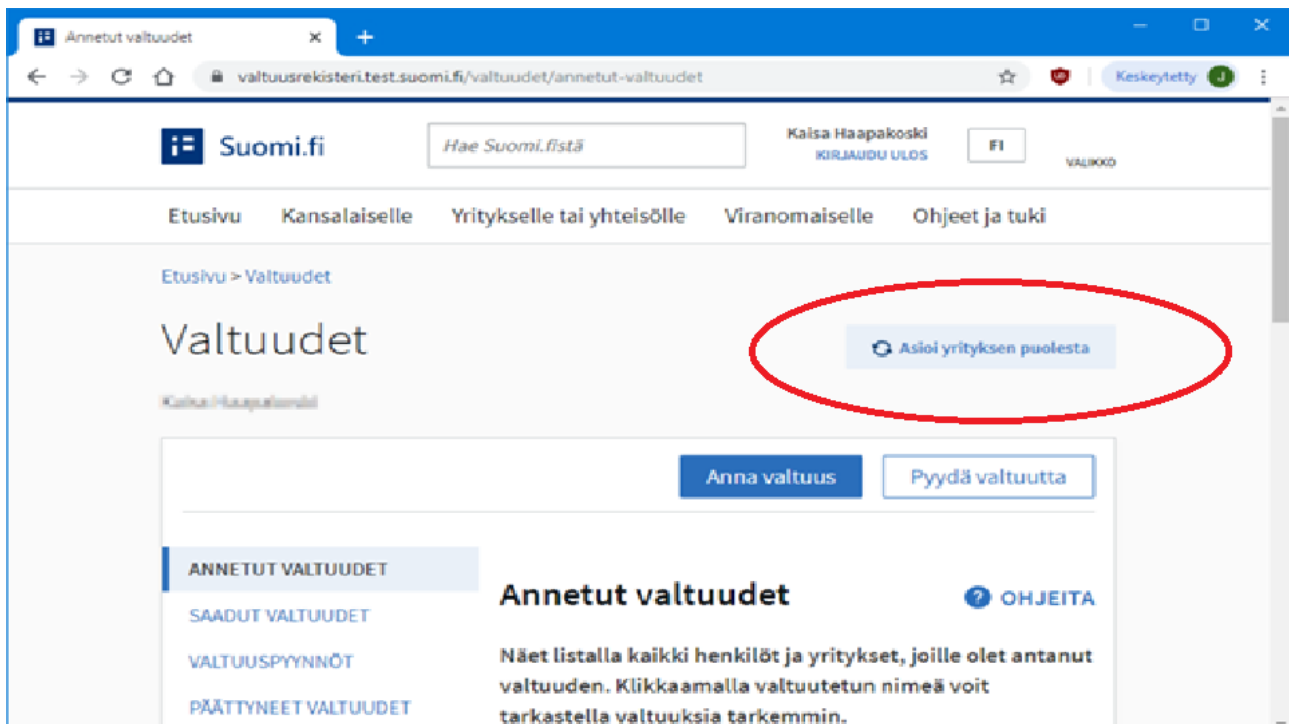 Annetut valtuudet
valtuusrekisteri.test.suomi.fi/valtuudet/annetut-valtuudet
Keskeytetty J
Suomi.fi
Hae Suomi.fistä
Kaisa Haapakoski
KIRJAUDU ULOS
FI
VALIKKO
Etusivu Kansalaiselle Yritykselle tai yhteisölle Viranomaiselle Ohjeet ja tuki
Etusivu > Valtuudet
Valtuudet
Asioi yrityksen puolesta
Anna valtuus Pyydä valtuutta
ANNETUT VALTUUDET
SAADUT VALTUUDET
VALTUUSPYYNNÖT
PÄÄTTYNEET VALTUUDET
Annetut valtuudet
? OHJEITA
Näet listalla kaikki henkilöt ja yritykset, joille olet antanut
valtuuden. Klikkaamalla valtuutetun nimeä voit
tarkastella valtuuksia tarkemmin.